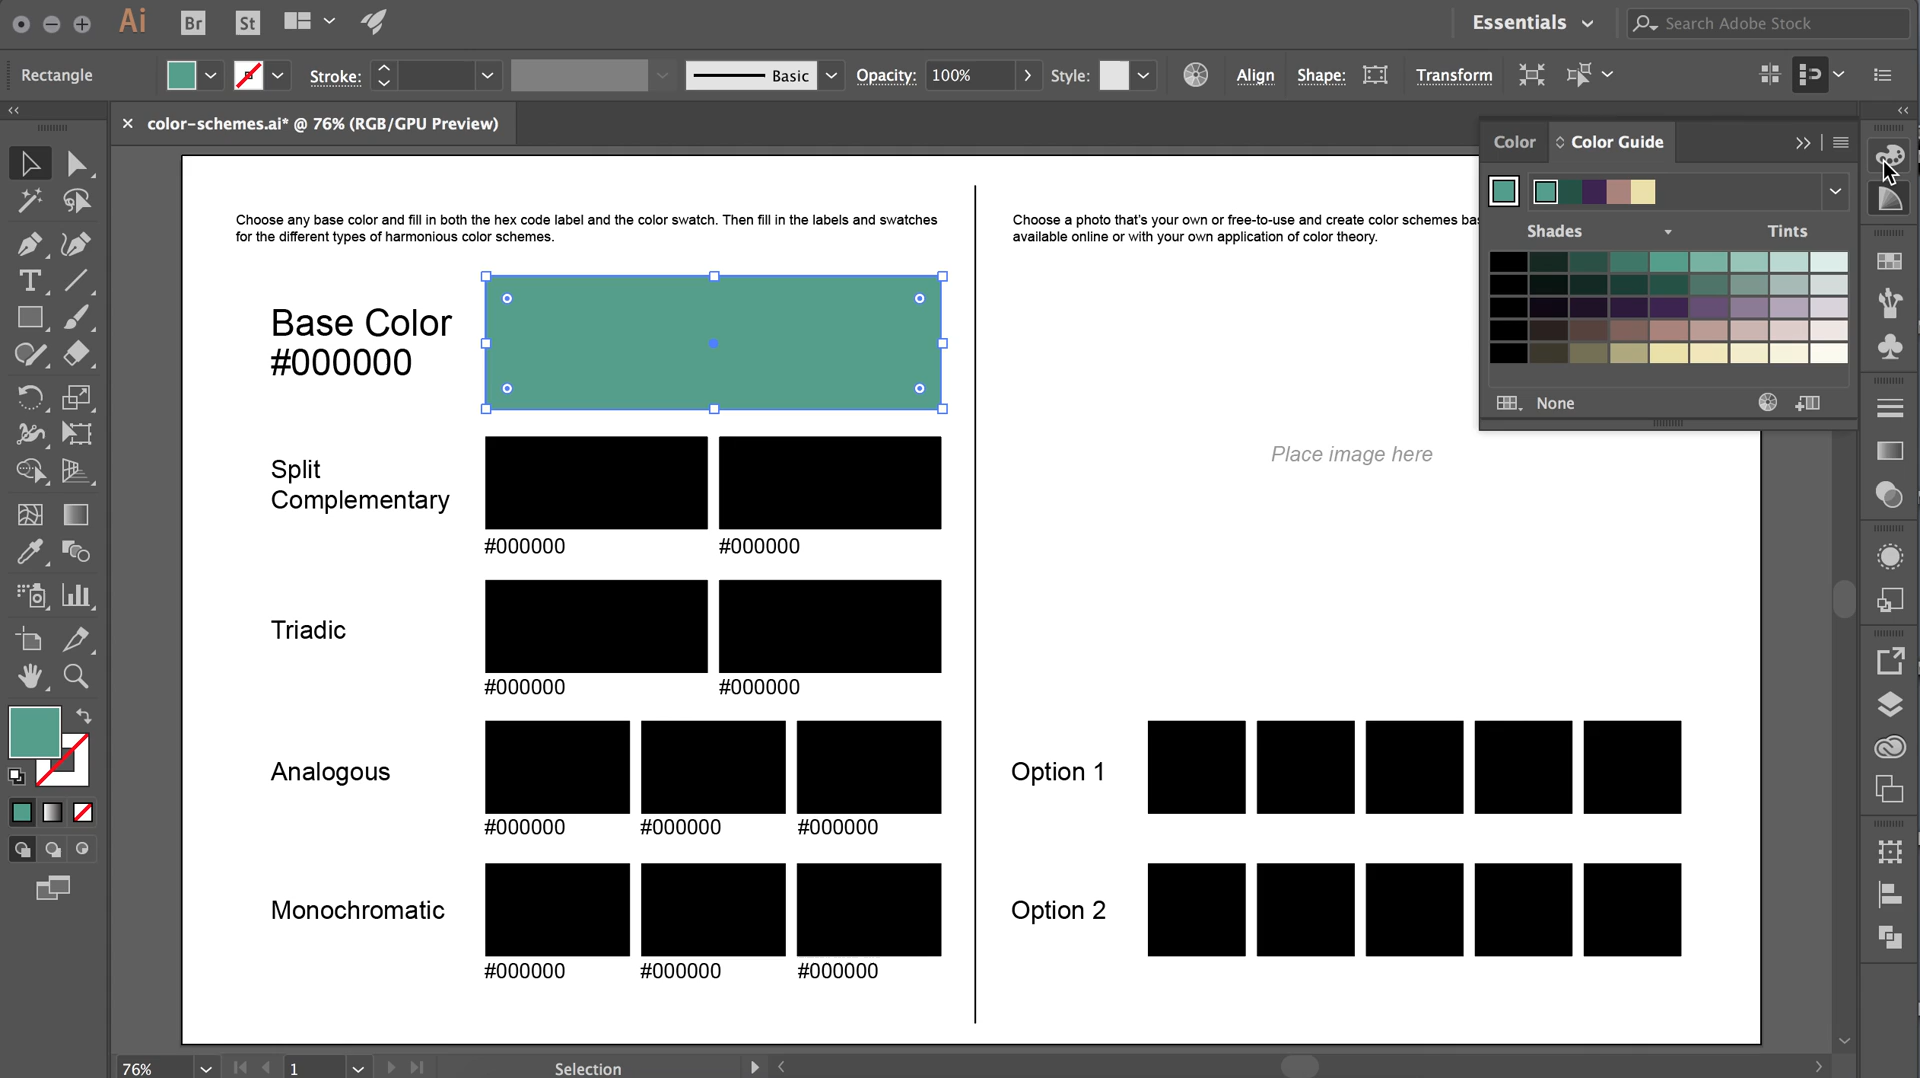 Ai Br St Essentials Search Adobe Stock
Rectangle Stroke: Basic Opacity: 100% Style: Align Shape: Transform
color-schemes.ai* @ 76% (RGB/GPU Preview)
Color Color Guide
Shades Tints
None
Choose any base color and fill in both the hex code label and the color swatch. Then fill in the labels and swatches
for the different types of harmonious color schemes.
Base Color
#000000
Split
Complementary
#000000 #000000
Triadic
#000000 #000000
Analogous
#000000 #000000 #000000
Monochromatic
#000000 #000000 #000000
Choose a photo that's your own or free-to-use and create color schemes bas
available online or with your own application of color theory.
Place image here
Option 1
Option 2
76% 1 Selection